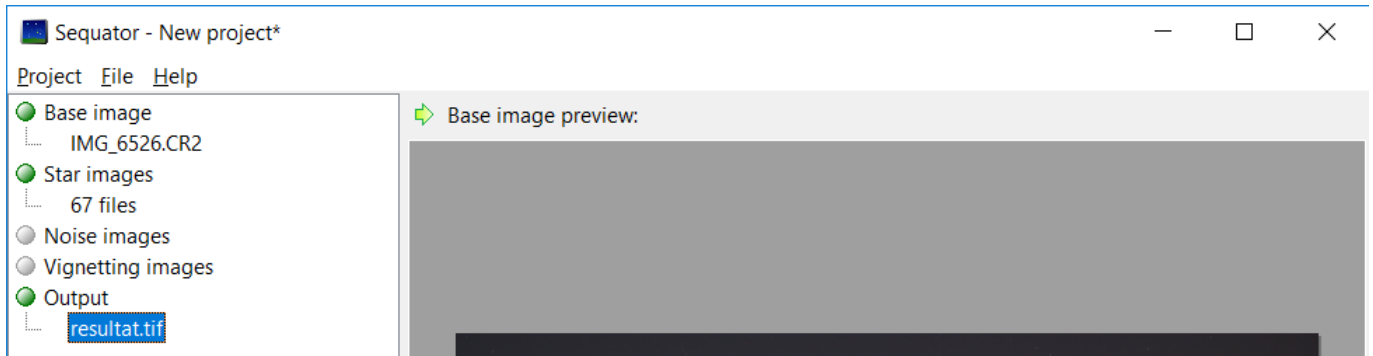 Sequator - New project*
Project File Help
Base image
IMG_6526.CR2
Star images
67 files
Noise images
Vignetting images
Output
resultat.tif
Base image preview: